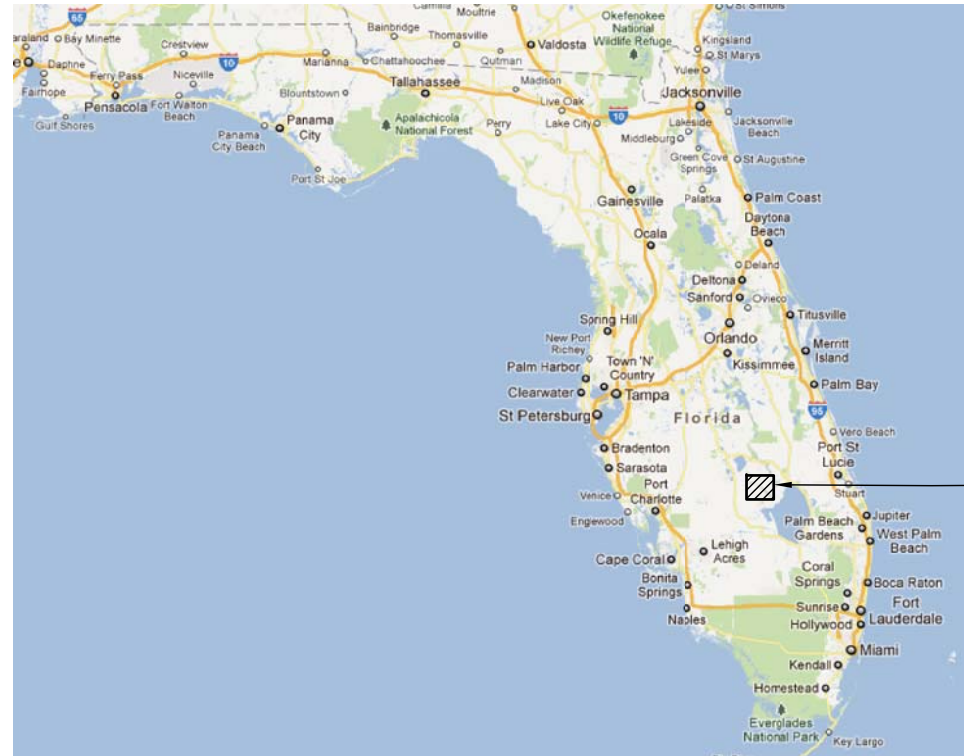 65
Camilla
Moultrie
Bainbridge
Thomasville
Okefenokee
National
Wildlife Refuge
St Simons
Bay Minette
Crestview
Valdosta
Kingsland
St Marys
Daphne
Ferry Pass
Niceville
10
Marianna
Chattahoochee
Quitman
Yulee
Fairhope
Pensacola
Fort Walton
Beach
Blountstown
Tallahassee
Madison
Live Oak
Jacksonville
Gulf Shores
Panama
City
Apalachicola
National Forest
Perry
Lake City
10
Lakeside
Middleburg
Jacksonville
Beach
Panama
City Beach
Green Cove
Springs
St Augustine
Port St Joe
Gainesville
Palatka
Palm Coast
Ocala
Daytona
Beach
Deland
Deltona
Sanford
Oviedo
Spring Hill
Titusville
New Port
Richey
Orlando
Merritt
Island
Palm Harbor
Town 'N'
Country
Kissimmee
Clearwater
Tampa
Palm Bay
St Petersburg
Florida
95
Vero Beach
Bradenton
Port St
Lucie
Sarasota
Venice
Port
Charlotte
Stuart
Englewood
Jupiter
Palm Beach
Gardens
West Palm
Beach
Lehigh
Acres
Cape Coral
Coral
Springs
Bonita
Springs
Boca Raton
Naples
Sunrise
Fort
Lauderdale
Hollywood
Miami
Kendall
Homestead
Everglades
National Park
Key Largo